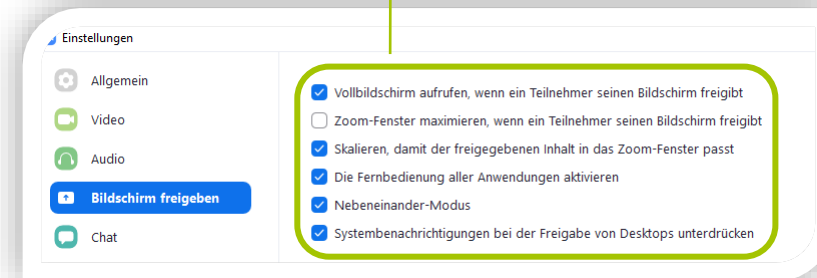 Einstellungen
Allgemein
Video
Audio
Bildschirm freigeben
Chat
Vollbildschirm aufrufen, wenn ein Teilnehmer seinen Bildschirm freigibt
Zoom-Fenster maximieren, wenn ein Teilnehmer seinen Bildschirm freigibt
Skalieren, damit der freigegebenen Inhalt in das Zoom-Fenster passt
Die Fernbedienung aller Anwendungen aktivieren
Nebeneinander-Modus
Systembenachrichtigungen bei der Freigabe von Desktops unterdrücken